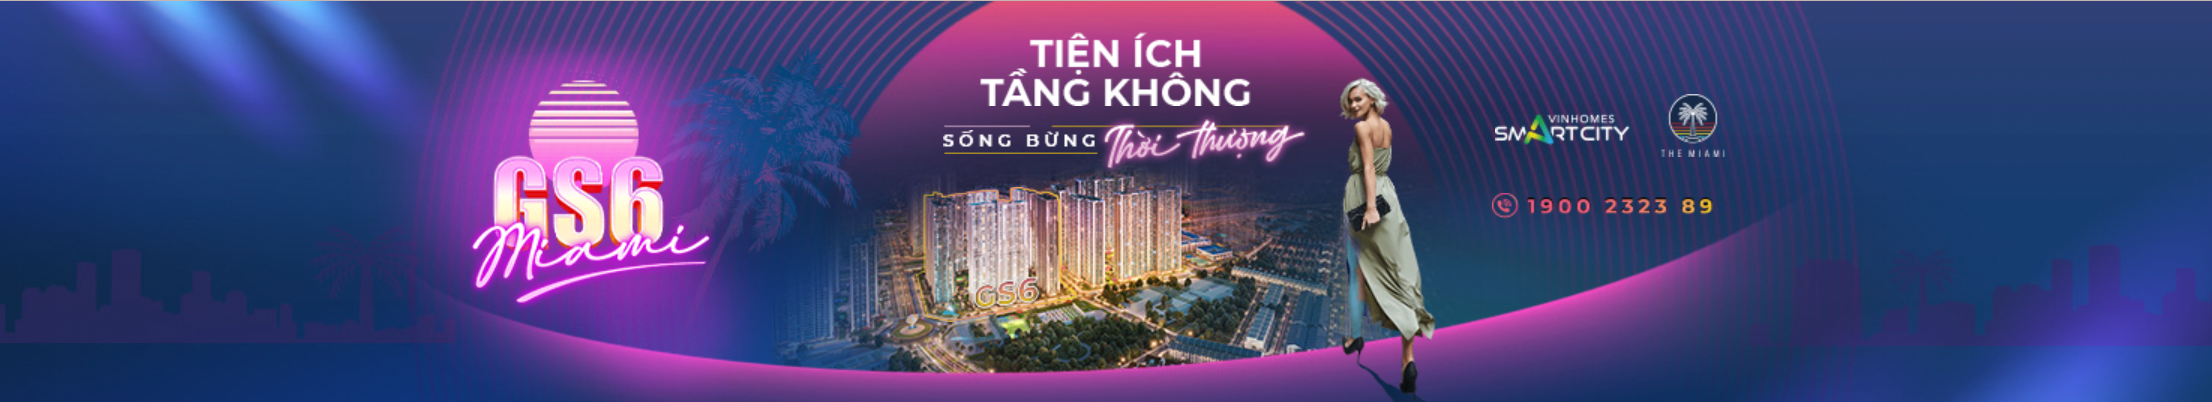 GS6
Miami
TIỆN ÍCH
TẦNG KHÔNG
SỐNG BỪNG Thời thượng
GS6
VINHOMES
SMARTCITY
THE MIAMI
1900 2323 89